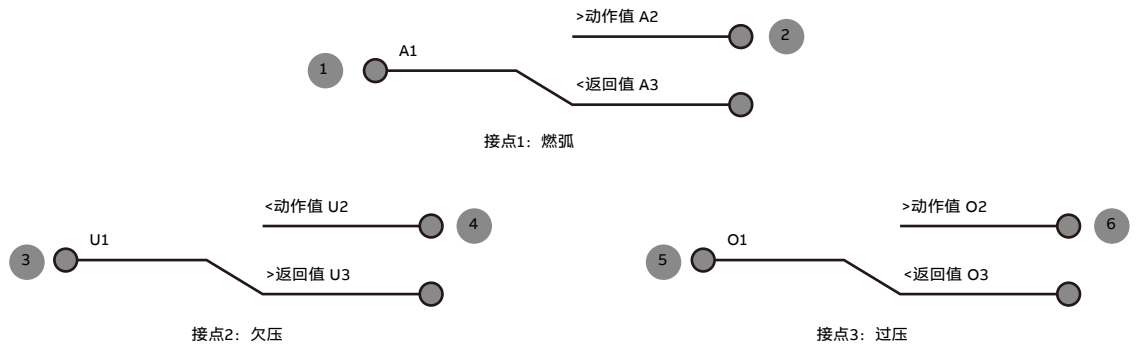 >动作值 A2
2
A1
1
<返回值 A3
接点1：燃弧
<动作值 U2
4
U1
3
>返回值 U3
接点2：欠压
>动作值 O2
6
O1
5
<返回值 O3
接点3：过压